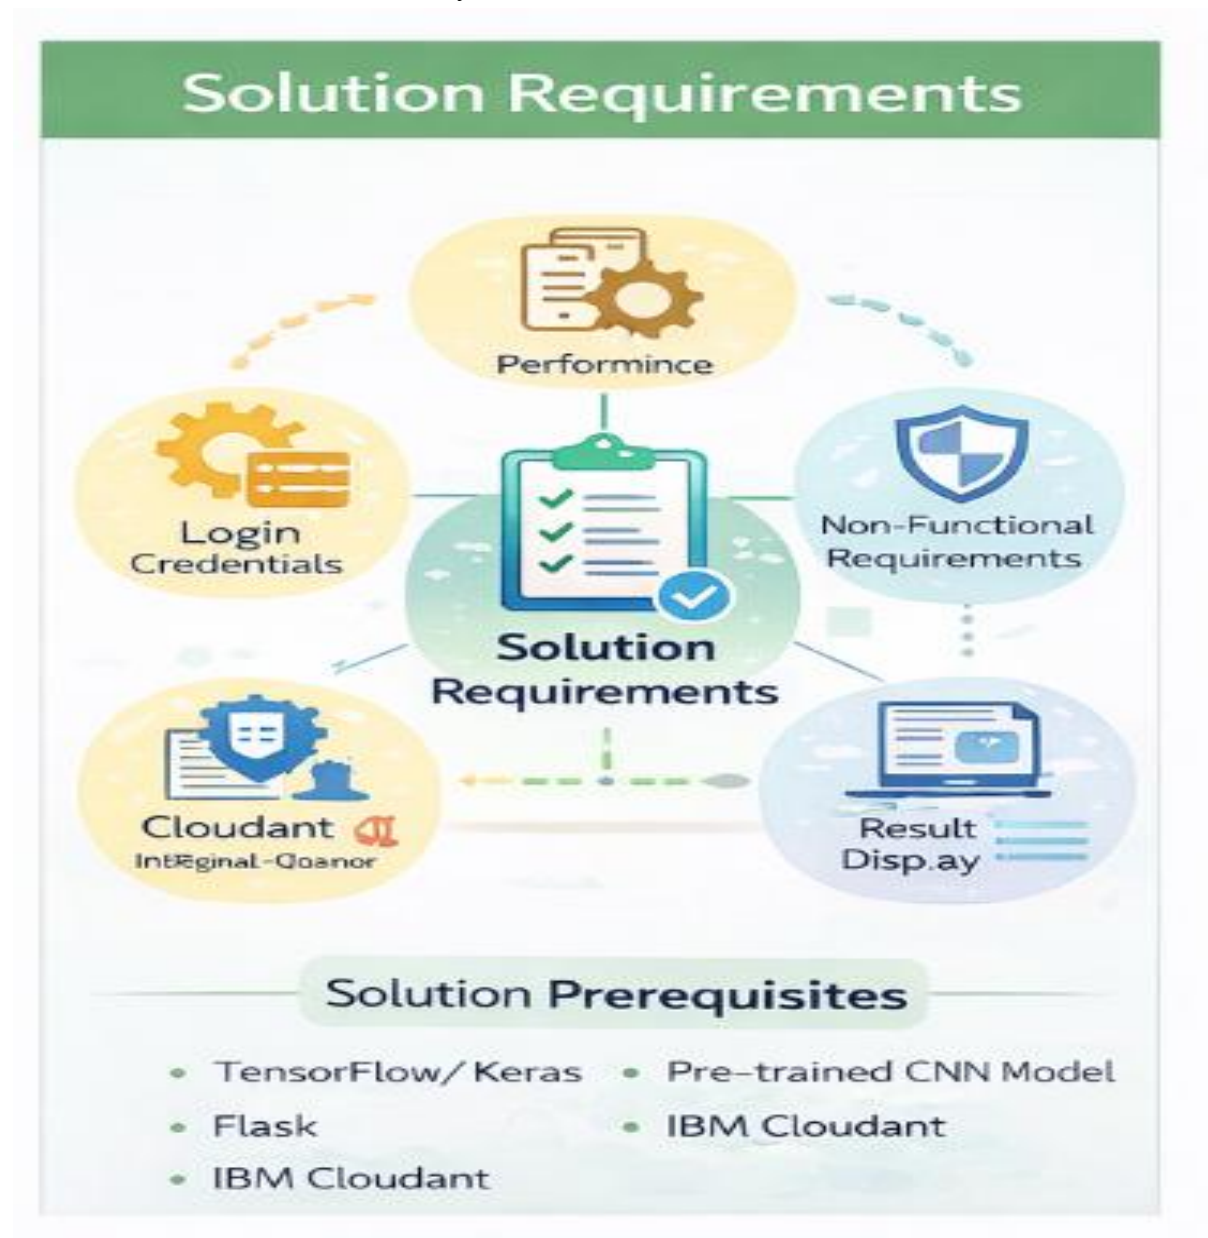 Solution Requirements
Performince
Login
Credentials
Non-Functional
Requirements
Solution
Requirements
Cloudant
Result
Disp.ay
Solution Prerequisites
TensorFlow/Keras
Flask
IBM Cloudant
Pre-trained CNN Model
IBM Cloudant